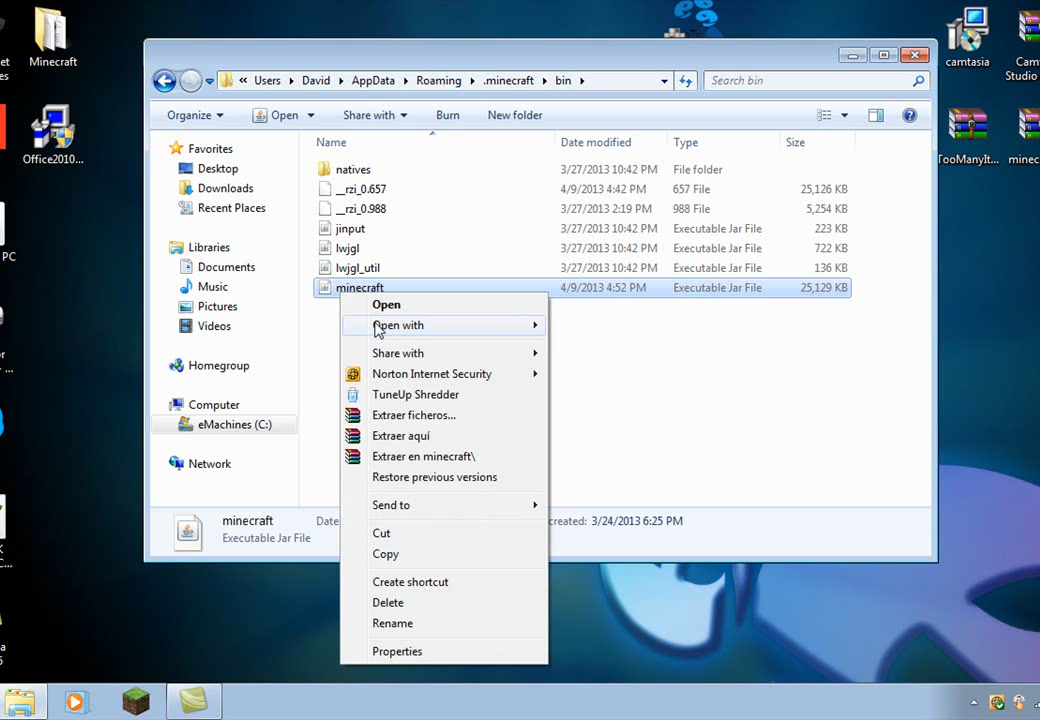 Minecraft
Office2010...
et
es
PC
or
...
K
C...
a
5
camtasia
Cam
Studio
TooManyIt...
minec
« Users
David
AppData
Roaming
.minecraft
bin
Search bin
Organize
Open
Share with
Burn
New folder
Favorites
Desktop
Downloads
Recent Places
Libraries
Documents
Music
Pictures
Videos
Homegroup
Computer
eMachines (C:)
Network
Name
Date modified
Type
Size
natives
3/27/2013 10:42 PM
File folder
__rzi_0.657
4/9/2013 4:42 PM
657 File
25,126 KB
__rzi_0.988
3/27/2013 2:19 PM
988 File
5,254 KB
jinput
3/27/2013 10:42 PM
Executable Jar File
223 KB
lwjgl
3/27/2013 10:42 PM
Executable Jar File
722 KB
lwjgl_util
3/27/2013 10:42 PM
Executable Jar File
136 KB
minecraft
4/9/2013 4:52 PM
Executable Jar File
25,129 KB
Open
Open with
Share with
Norton Internet Security
TuneUp Shredder
Extraer ficheros...
Extraer aquí
Extraer en minecraft\
Restore previous versions
Send to
Cut
Copy
Create shortcut
Delete
Rename
Properties
minecraft
Date
created: 3/24/2013 6:25 PM
Executable Jar File